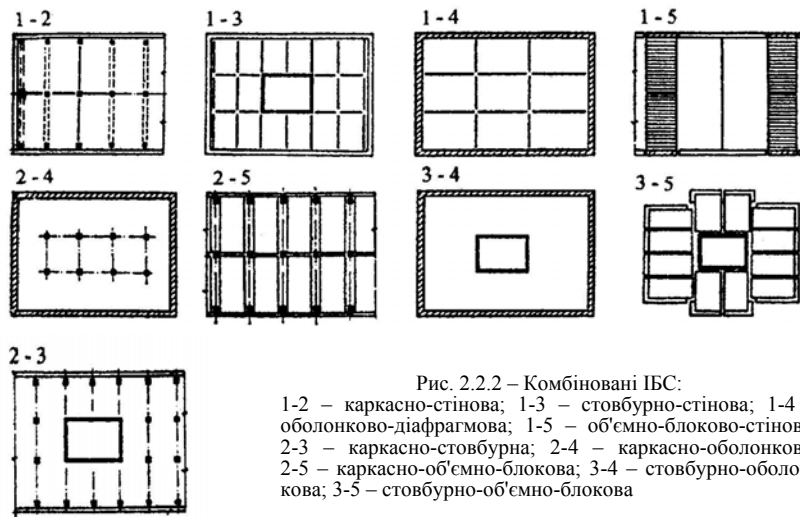 1 - 2
1 - 3
1 - 4
1 - 5
2 - 4
2 - 5
3 - 4
3 - 5
2 - 3
Рис. 2.2.2 – Комбіновані ІБС:
1-2 – каркасно-стінова; 1-3 – стовбурно-стінова; 1-4
оболонково-діафрагмова; 1-5 – об'ємно-блоково-стінов
2-3 – каркасно-стовбурна; 2-4 – каркасно-оболонков
2-5 – каркасно-об'ємно-блокова; 3-4 – стовбурно-оболо
кова; 3-5 – стовбурно-об'ємно-блокова